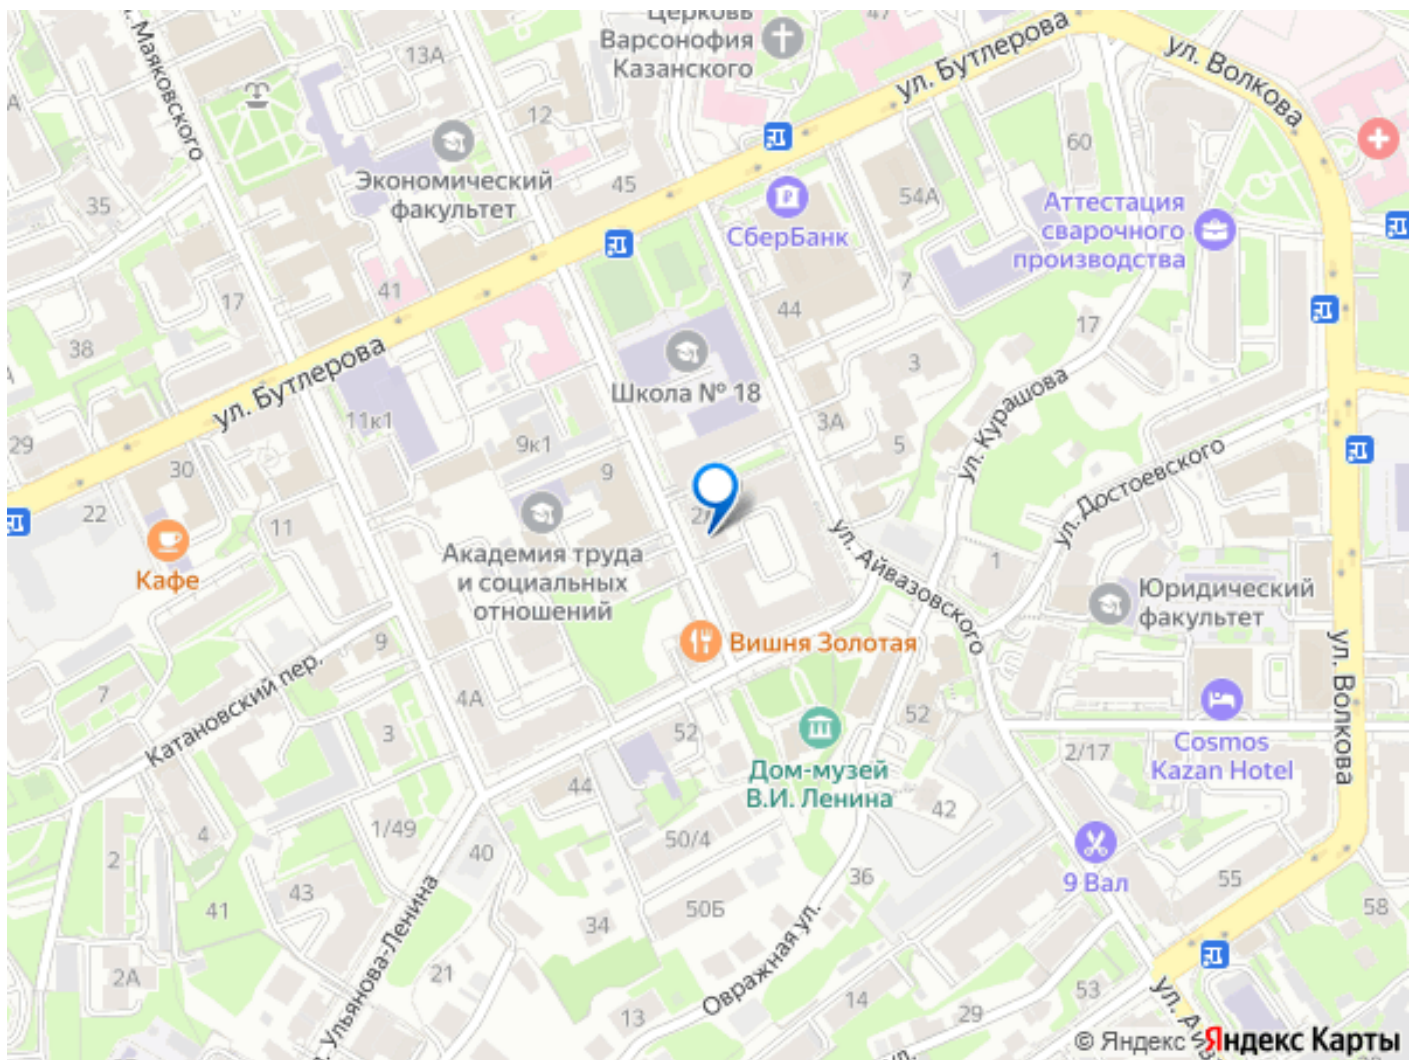 Церковь
Варсонофия
Казанского
47
ул. Бутлерова
ул. Волкова
13А
12
Маяковского
Экономический
факультет
45
60
35
СберБанк
54А
Аттестация
сварочного
производства
41
17
44
7
17
38
ул. Бутлерова
Школа № 18
3
ул. Курашова
11к1
9к1
3А
5
29
30
9
22
11
ул. Достоевского
Кафе
Академия труда
и социальных
отношений
ул. Айвазовского
1
Юридический
факультет
Вишня Золотая
9
7
Катановский пер.
4А
3
52
52
ул. Волкова
2/17
Cosmos
Kazan Hotel
Дом-музей
В.И. Ленина
44
42
1/49
4
2
40
50/4
36
9 Вал
55
43
41
34
50Б
58
2А
21
Ульянова-Ленина
Овражная ул.
13
14
29
53
© Яндекс Яндекс Карты